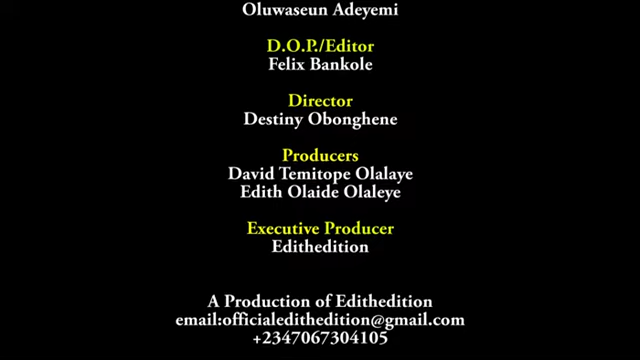 Oluwaseun Adeyemi
D.O.P./Editor
Felix Bankole
Director
Destiny Obonghene
Producers
David Temitope Olalaye
Edith Olaide Olaleye
Executive Producer
Edithedition
A Production of Edithedition
email:officialedithedition@gmail.com
+2347067304105